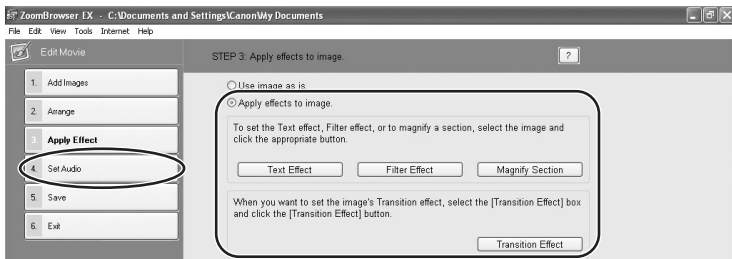 ZoomBrowser EX - C:\Documents and Settings\Canon\My Documents
File Edit View Tools Internet Help
Edit Movie
STEP 3: Apply effects to image.
?
1. Add Images
2. Arrange
3. Apply Effect
4. Set Audio
5. Save
6. Exit
Use image as is.
Apply effects to image.
To set the Text effect, Filter effect, or to magnify a section, select the image and
click the appropriate button.
Text Effect Filter Effect Magnify Section
When you want to set the image's Transition effect, select the [Transition Effect] box
and click the [Transition Effect] button.
Transition Effect